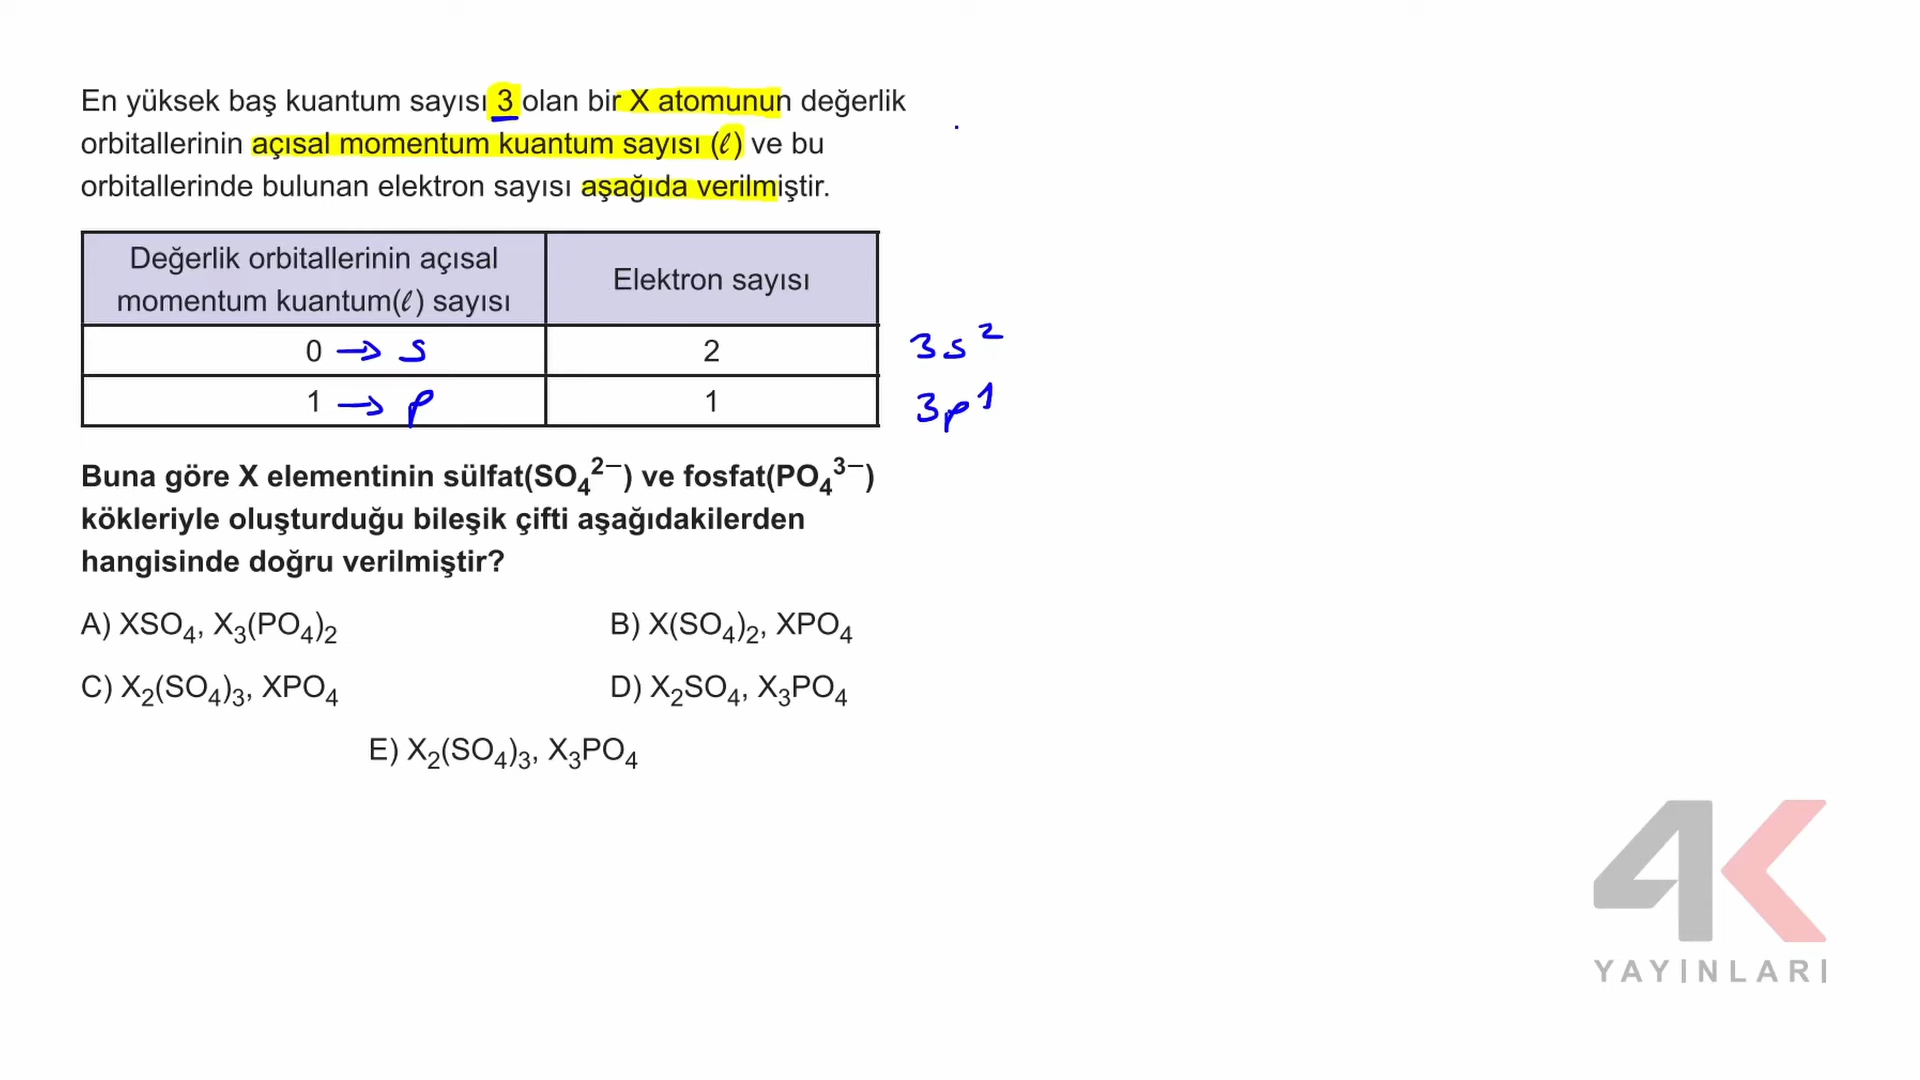 En yüksek baş kuantum sayısı 3 olan bir X atomunun değerlik
orbitallerinin açısal momentum kuantum sayısı (ℓ) ve bu
orbitallerinde bulunan elektron sayısı aşağıda verilmiştir.
Değerlik orbitallerinin açısal
momentum kuantum(ℓ) sayısı
Elektron sayısı
0 → s 2 3s²
1 → p 1 3p¹
Buna göre X elementinin sülfat(SO₄²⁻) ve fosfat(PO₄³⁻)
kökleriyle oluşturduğu bileşik çifti aşağıdakilerden
hangisinde doğru verilmiştir?
A) XSO₄, X₃(PO₄)₂ B) X(SO₄)₂, XPO₄
C) X₂(SO₄)₃, XPO₄ D) X₂SO₄, X₃PO₄
E) X₂(SO₄)₃, X₃PO₄
4K
YAYINLARI